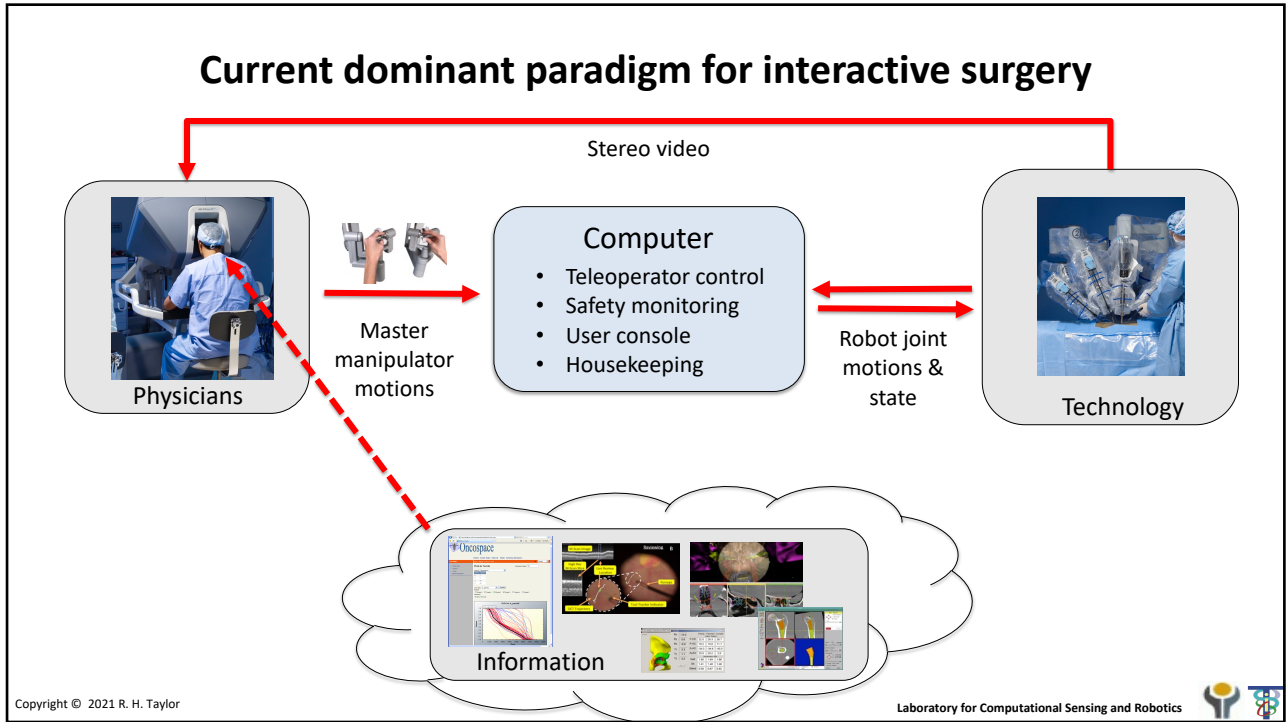 Current dominant paradigm for interactive surgery
Stereo video
Physicians
Master
manipulator
motions
Computer
• Teleoperator control
• Safety monitoring
• User console
• Housekeeping
Robot joint
motions &
state
Technology
Oncospace
Information
Copyright © 2021 R. H. Taylor
Laboratory for Computational Sensing and Robotics